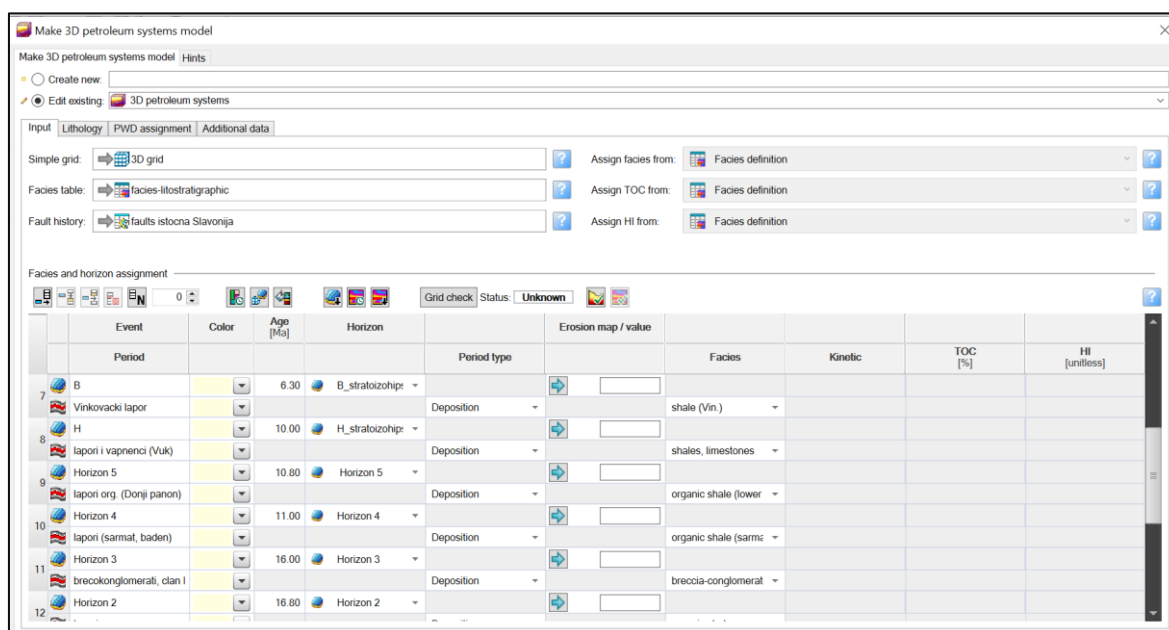 Make 3D petroleum systems model
Make 3D petroleum systems model Hints
Create new:
Edit existing: 3D petroleum systems
Input Lithology PWD assignment Additional data
Simple grid: 3D grid Assign facies from: Facies definition
Facies table: facies-litostratigraphic Assign TOC from: Facies definition
Fault history: faults istocna Slavonija Assign HI from: Facies definition
Facies and horizon assignment
N 0 Grid check Status: Unknown
Event Color Age [Ma] Horizon Erosion map / value
Period Period type Facies Kinetic TOC [%] HI [unitless]
7 B 6.30 B_stratoizohip:
Vinkovacki lapor Deposition shale (Vin.)
8 H 10.00 H_stratoizohip:
lapori i vapnenci (Vuk) Deposition shales, limestones
9 Horizon 5 10.80 Horizon 5
lapori org. (Donji panon) Deposition organic shale (lower
10 Horizon 4 11.00 Horizon 4
lapori (sarmat, baden) Deposition organic shale (sarma
11 Horizon 3 16.00 Horizon 3
brecokonglomerati, clan I Deposition breccia-conglomerat
12 Horizon 2 16.80 Horizon 2